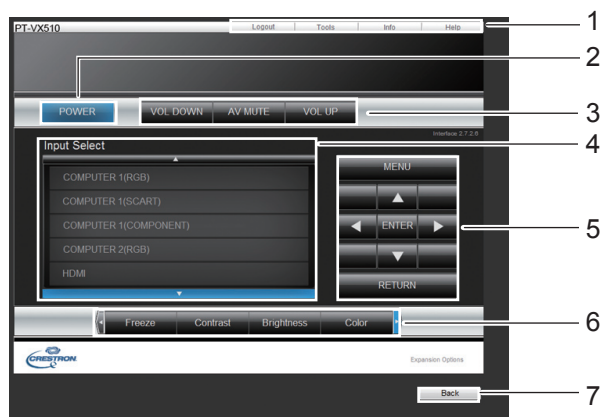 PT-VX510
Logout Tools Info Help
1
2
POWER VOL DOWN AV MUTE VOL UP
3
Interface 2.7.2.6
4
Input Select
COMPUTER 1(RGB)
COMPUTER 1(SCART)
COMPUTER 1(COMPONENT)
COMPUTER 2(RGB)
HDMI
MENU
ENTER
RETURN
5
Freeze Contrast Brightness Color
6
CRESTRON
Expansion Options
Back
7